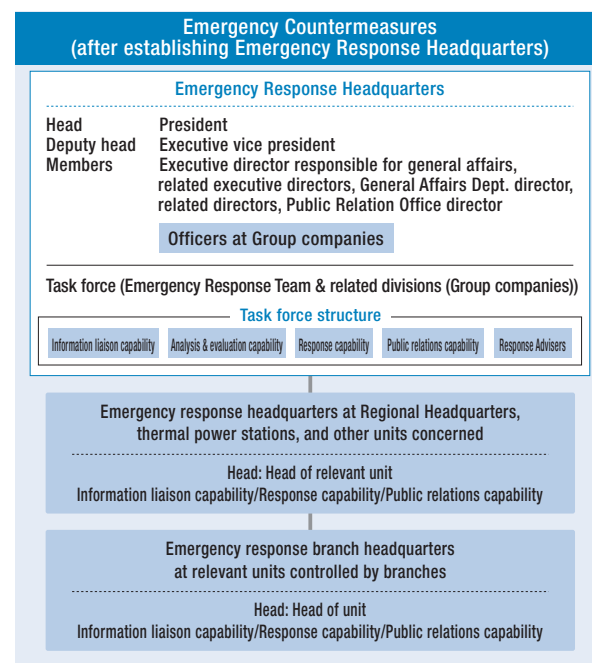 Emergency Countermeasures
(after establishing Emergency Response Headquarters)
Emergency Response Headquarters
Head President
Deputy head Executive vice president
Members Executive director responsible for general affairs,
related executive directors, General Affairs Dept. director,
related directors, Public Relation Office director
Officers at Group companies
Task force (Emergency Response Team & related divisions (Group companies))
Task force structure
Information liaison capability Analysis & evaluation capability Response capability Public relations capability Response Advisers
Emergency response headquarters at Regional Headquarters,
thermal power stations, and other units concerned
Head: Head of relevant unit
Information liaison capability/Response capability/Public relations capability
Emergency response branch headquarters
at relevant units controlled by branches
Head: Head of unit
Information liaison capability/Response capability/Public relations capability